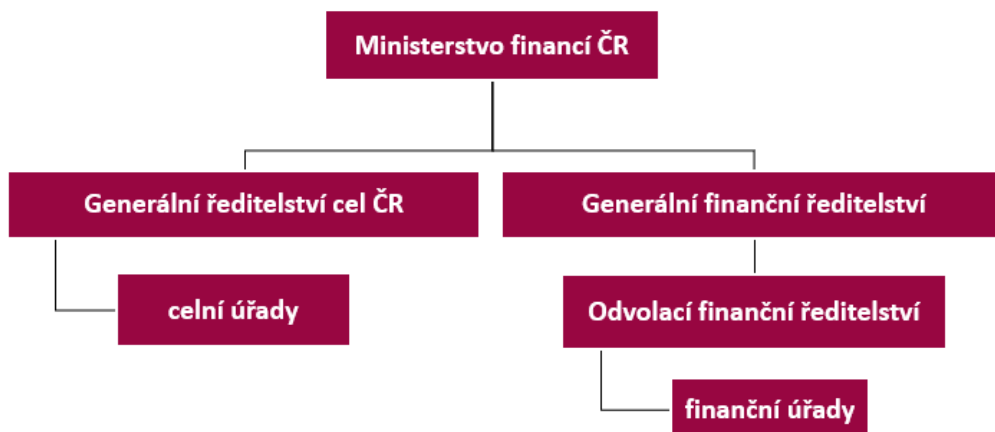 Ministerstvo financí ČR
Generální ředitelství cel ČR
Generální finanční ředitelství
celní úřady
Odvolací finanční ředitelství
finanční úřady